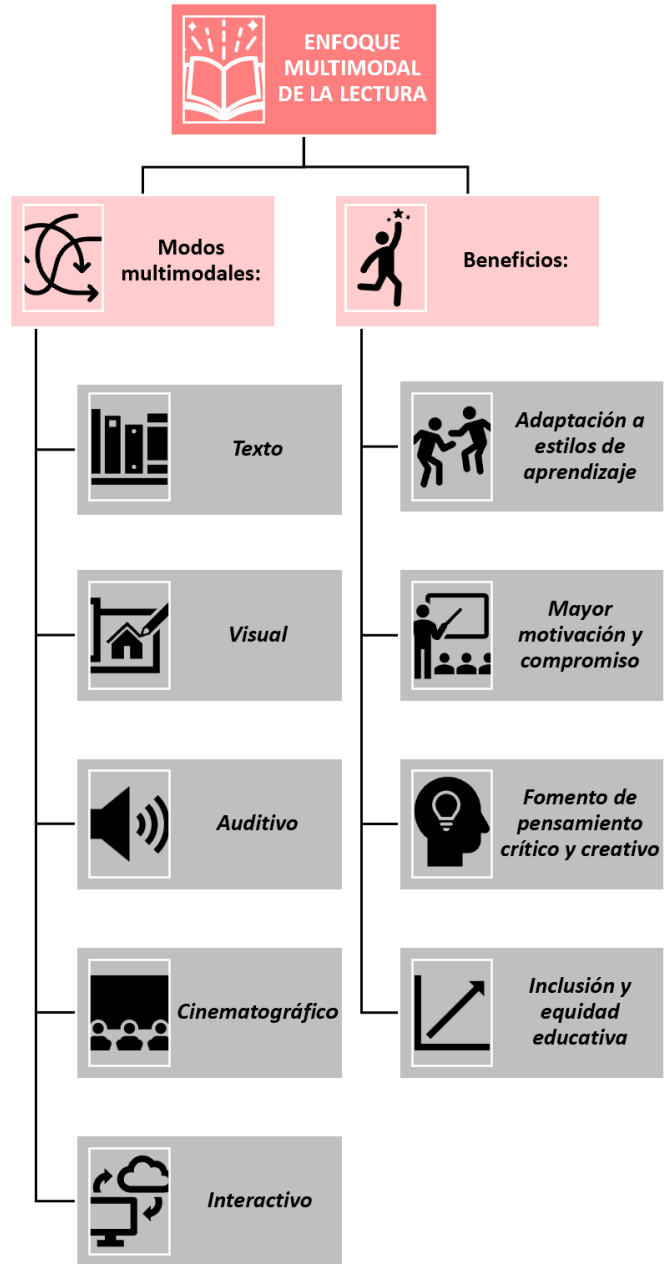 ENFOQUE
MULTIMODAL
DE LA LECTURA
Modos
multimodales:
Beneficios:
Texto
Visual
Auditivo
Cinematográfico
Interactivo
Adaptación a
estilos de
aprendizaje
Mayor
motivación y
compromiso
Fomento de
pensamiento
crítico y creativo
Inclusión y
equidad
educativa